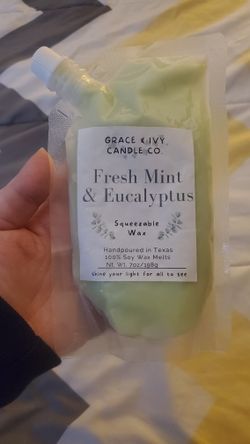 GRACE & IVY
CANDLE CO.
Fresh Mint
& Eucalyptus
Squeezable
Wax
Handpoured in Texas
100% Soy Wax Melts
Nt. Wt. 7oz/198g
Shine your light for all to see